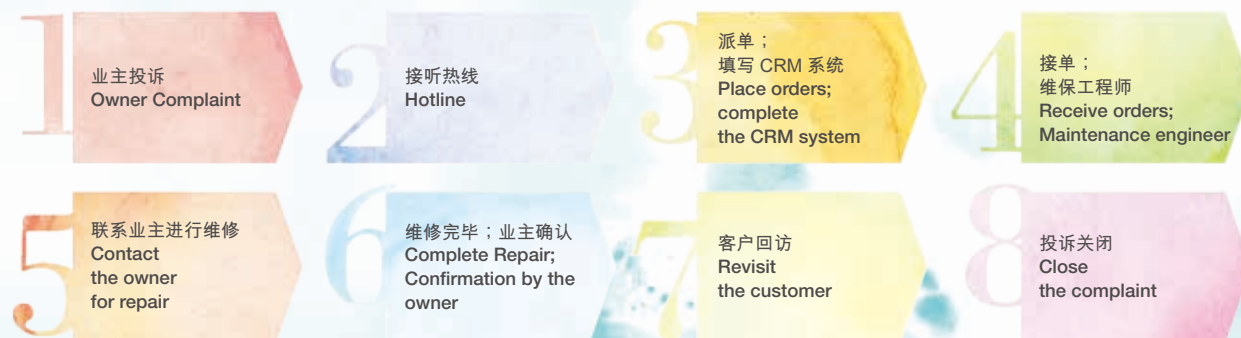 1
业主投诉
Owner Complaint
2
接听热线
Hotline
3
派单；
填写 CRM 系统
Place orders;
complete
the CRM system
4
接单；
维保工程师
Receive orders;
Maintenance engineer
5
联系业主进行维修
Contact
the owner
for repair
6
维修完毕；业主确认
Complete Repair;
Confirmation by the
owner
7
客户回访
Revisit
the customer
8
投诉关闭
Close
the complaint